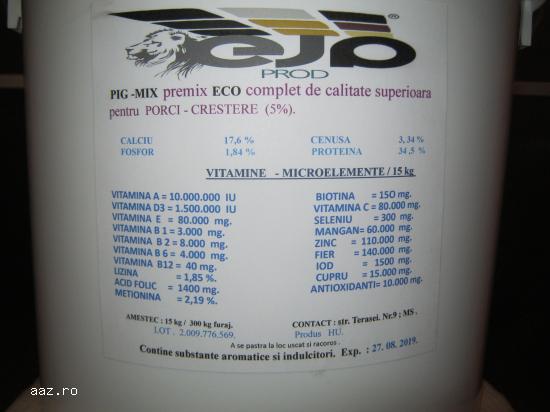 eJp ®
PROD
PIG -MIX premix ECO complet de calitate superioara
pentru PORCI - CRESTERE (5%).
CALCIU 17,6 % CENUSA 3,34 %
FOSFOR 1,84 % PROTEINA 34,5 %
VITAMINE - MICROELEMENTE / 15 kg
VITAMINA A = 10.000.000 IU
VITAMINA D3 = 1.500.000 IU
VITAMINA E = 80.000 mg.
VITAMINA B 1 = 3.000 mg.
VITAMINA B 2 = 8.000 mg.
VITAMINA B 6 = 4.000 mg.
VITAMINA B12 = 40 mg.
LIZINA = 1,85 %.
ACID FOLIC = 1400 mg.
METIONINA = 2,19 %.
BIOTINA = 150 mg.
VITAMINA C = 80.000 mg.
SELENIU = 300 mg.
MANGAN= 60.000 mg.
ZINC = 110.000 mg.
FIER = 140.000 mg.
IOD = 1500 mg.
CUPRU = 15.000 mg.
ANTIOXIDANTI= 10.000 mg.
AMESTEC : 15 kg / 300 kg furaj.
LOT . 2.009.776.569.
CONTACT : str. Terasei. Nr.9 ; MS .
Produs HU.
A se pastra la loc uscat si racoros .
Contine substante aromatice si indulcitori. Exp. : 27. 08. 2019.
aaz.ro